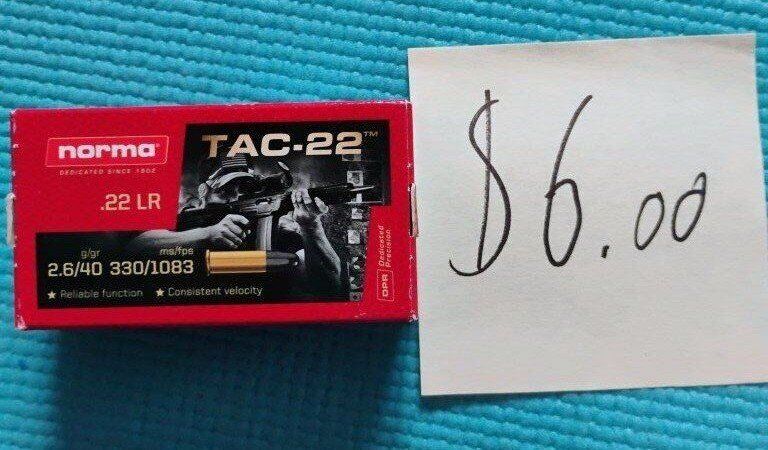 norma
DEDICATED SINCE 1902
TAC-22™
.22 LR
g/gr ms/fps
2.6/40 330/1083
★ Reliable function ★ Consistent velocity
DPR Dedicated
Precision
$6.00